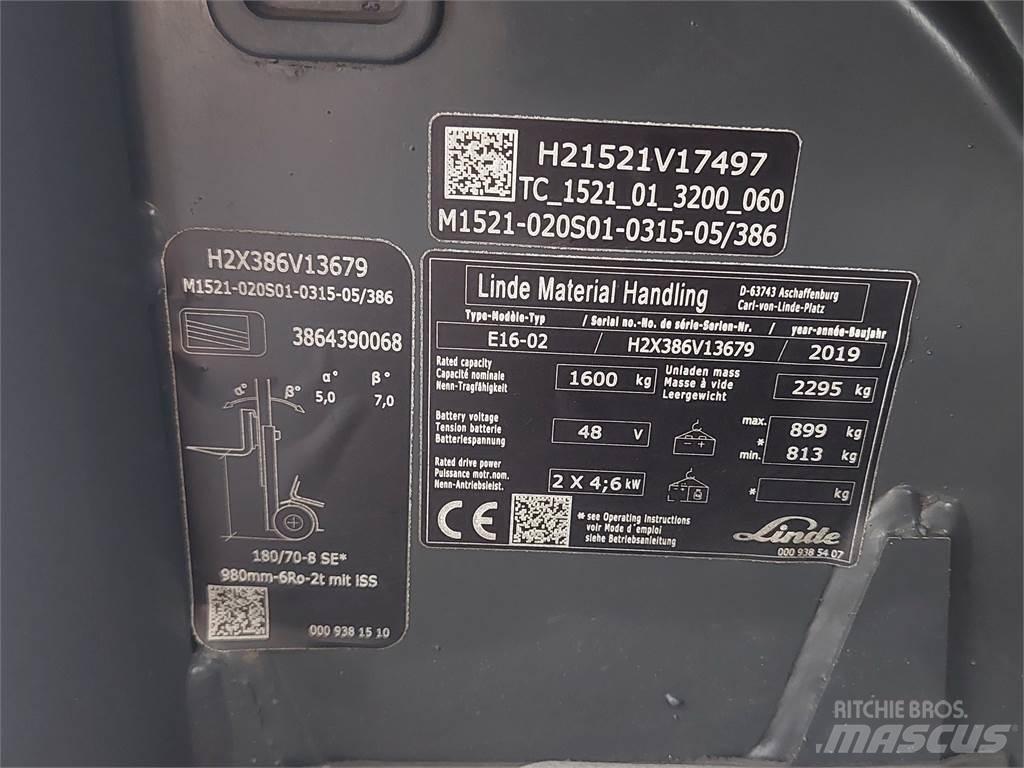 H21521V17497
TC_1521_01_3200_060
M1521-020S01-0315-05/386
H2X386V13679
M1521-020S01-0315-05/386
3864390068
α° β°
α° β° 5,0 7,0
180/70-8 SE*
980mm-6Ro-2t mit iSS
000 938 15 10
Linde Material Handling
D-63743 Aschaffenburg
Carl-von-Linde-Platz
Type-Modèle-Typ / Serial no.-No. de série-Serien-Nr. / year-année-Baujahr
E16-02 / H2X386V13679 / 2019
Rated capacity
Capacité nominale
Nenn-Tragfähigkeit
1600 kg
Unladen mass
Masse à vide
Leergewicht
2295 kg
Battery voltage
Tension batterie
Batteriespannung
48 V
- +
max. 899 kg
*
min. 813 kg
Rated drive power
Puissance motr.nom.
Nenn-Antriebsleist.
2 X 4;6 kW
* kg
CE
* see Operating Instructions
voir Mode d'emploi
siehe Betriebsanleitung
Linde
000 938 54 07
RITCHIE BROS.
MASCUS